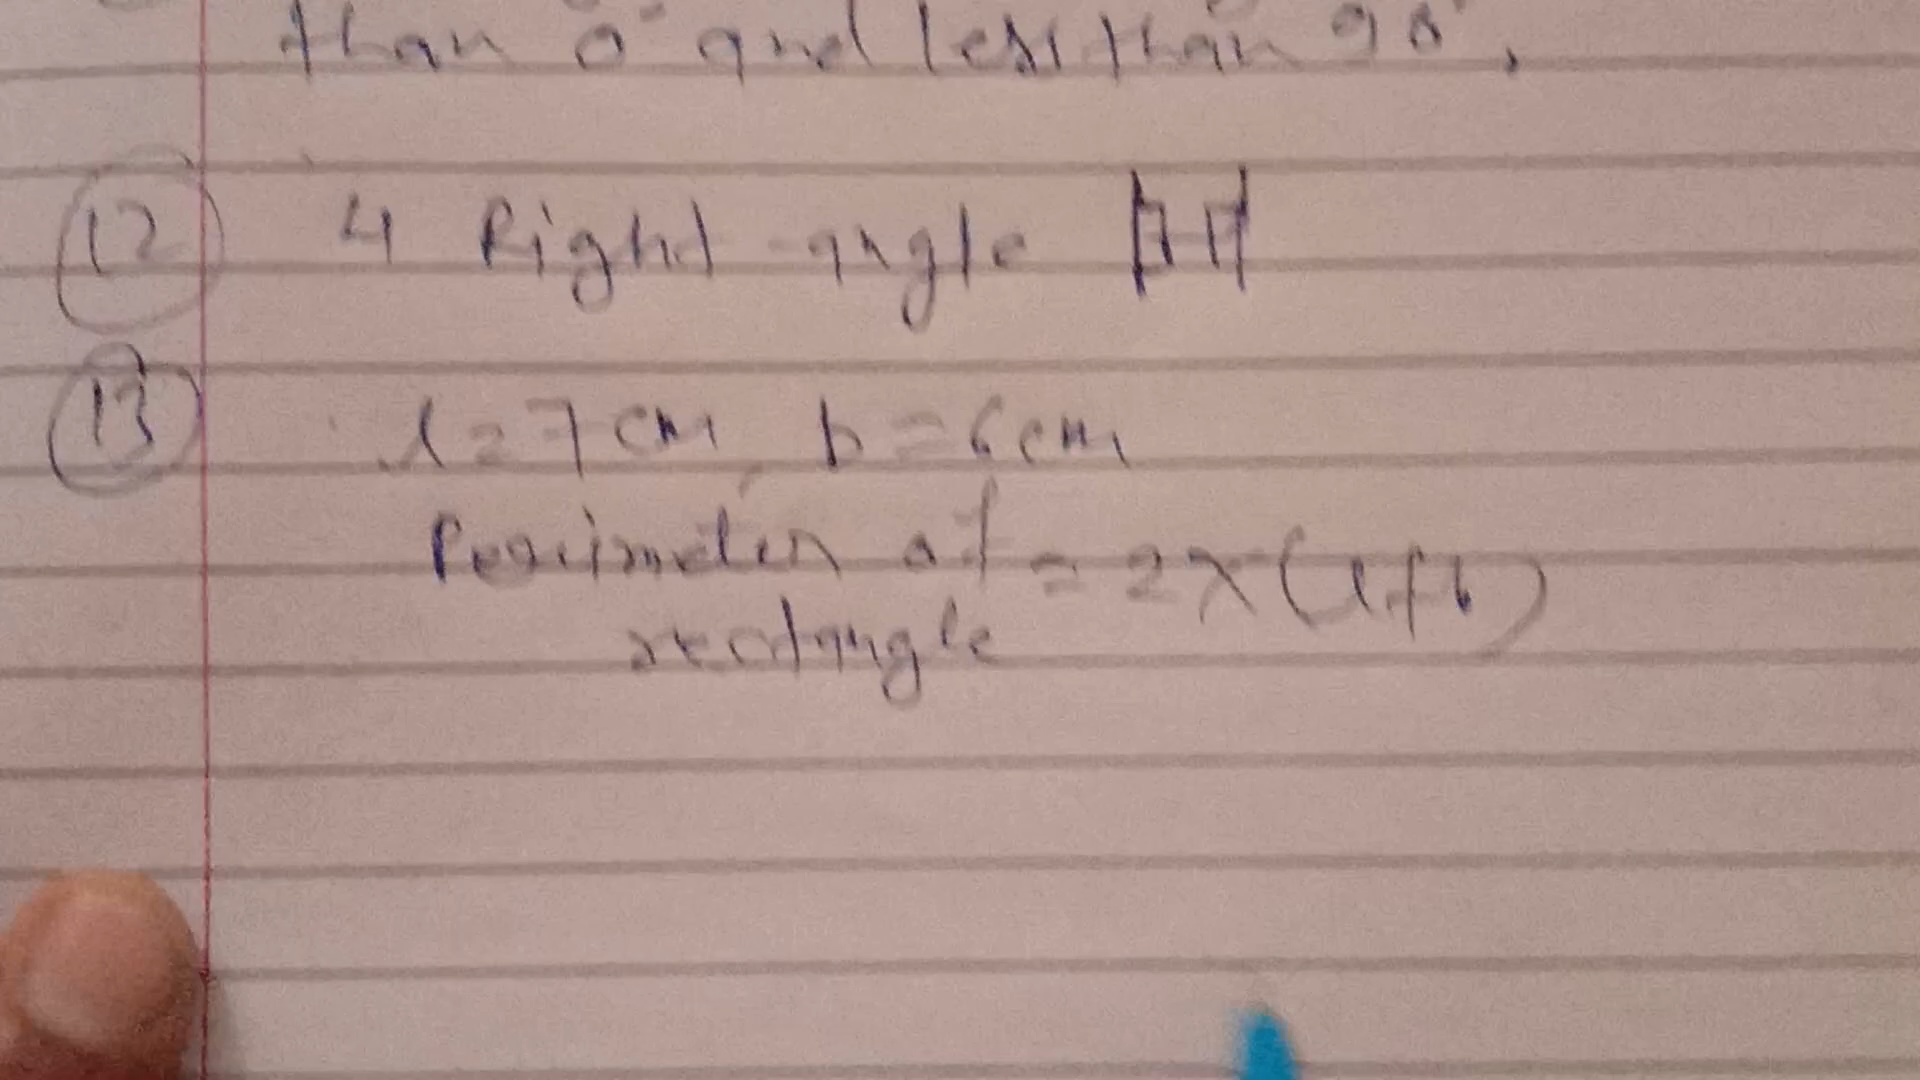 than 0° and less than 90°.
12 4 Right angle
13 l = 7 cm, b = 6 cm
Perimeter of = 2 × (l + b)
rectangle